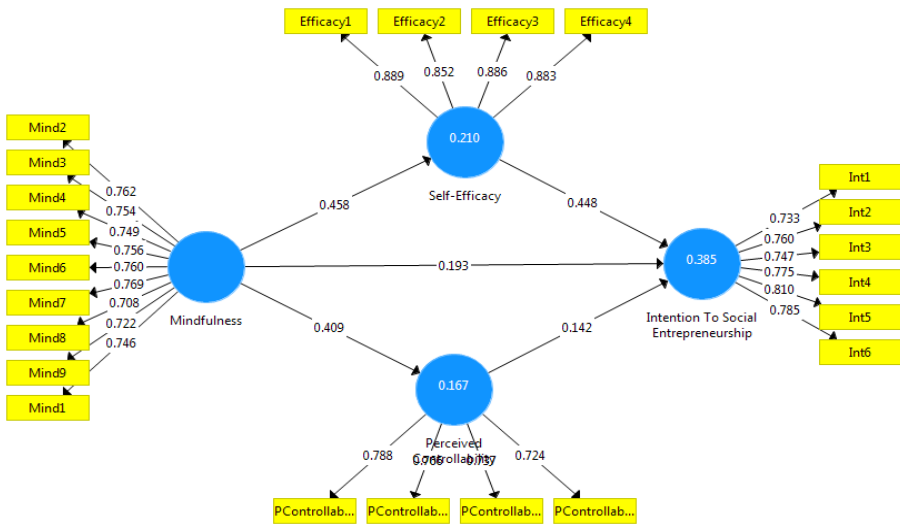 Efficacy1
Efficacy2
Efficacy3
Efficacy4
0.889
0.852
0.886
0.883
Mind2
Mind3
Mind4
Mind5
Mind6
Mind7
Mind8
Mind9
Mind1
0.762
0.754
0.749
0.756
0.760
0.769
0.708
0.722
0.746
Mindfulness
0.210
Self-Efficacy
0.458
0.448
0.193
0.409
0.142
0.385
Intention To Social
Entrepreneurship
0.733
0.760
0.747
0.775
0.810
0.785
Int1
Int2
Int3
Int4
Int5
Int6
0.167
Perceived
Controllability
0.788
0.724
PControllab...
PControllab...
PControllab...
PControllab...